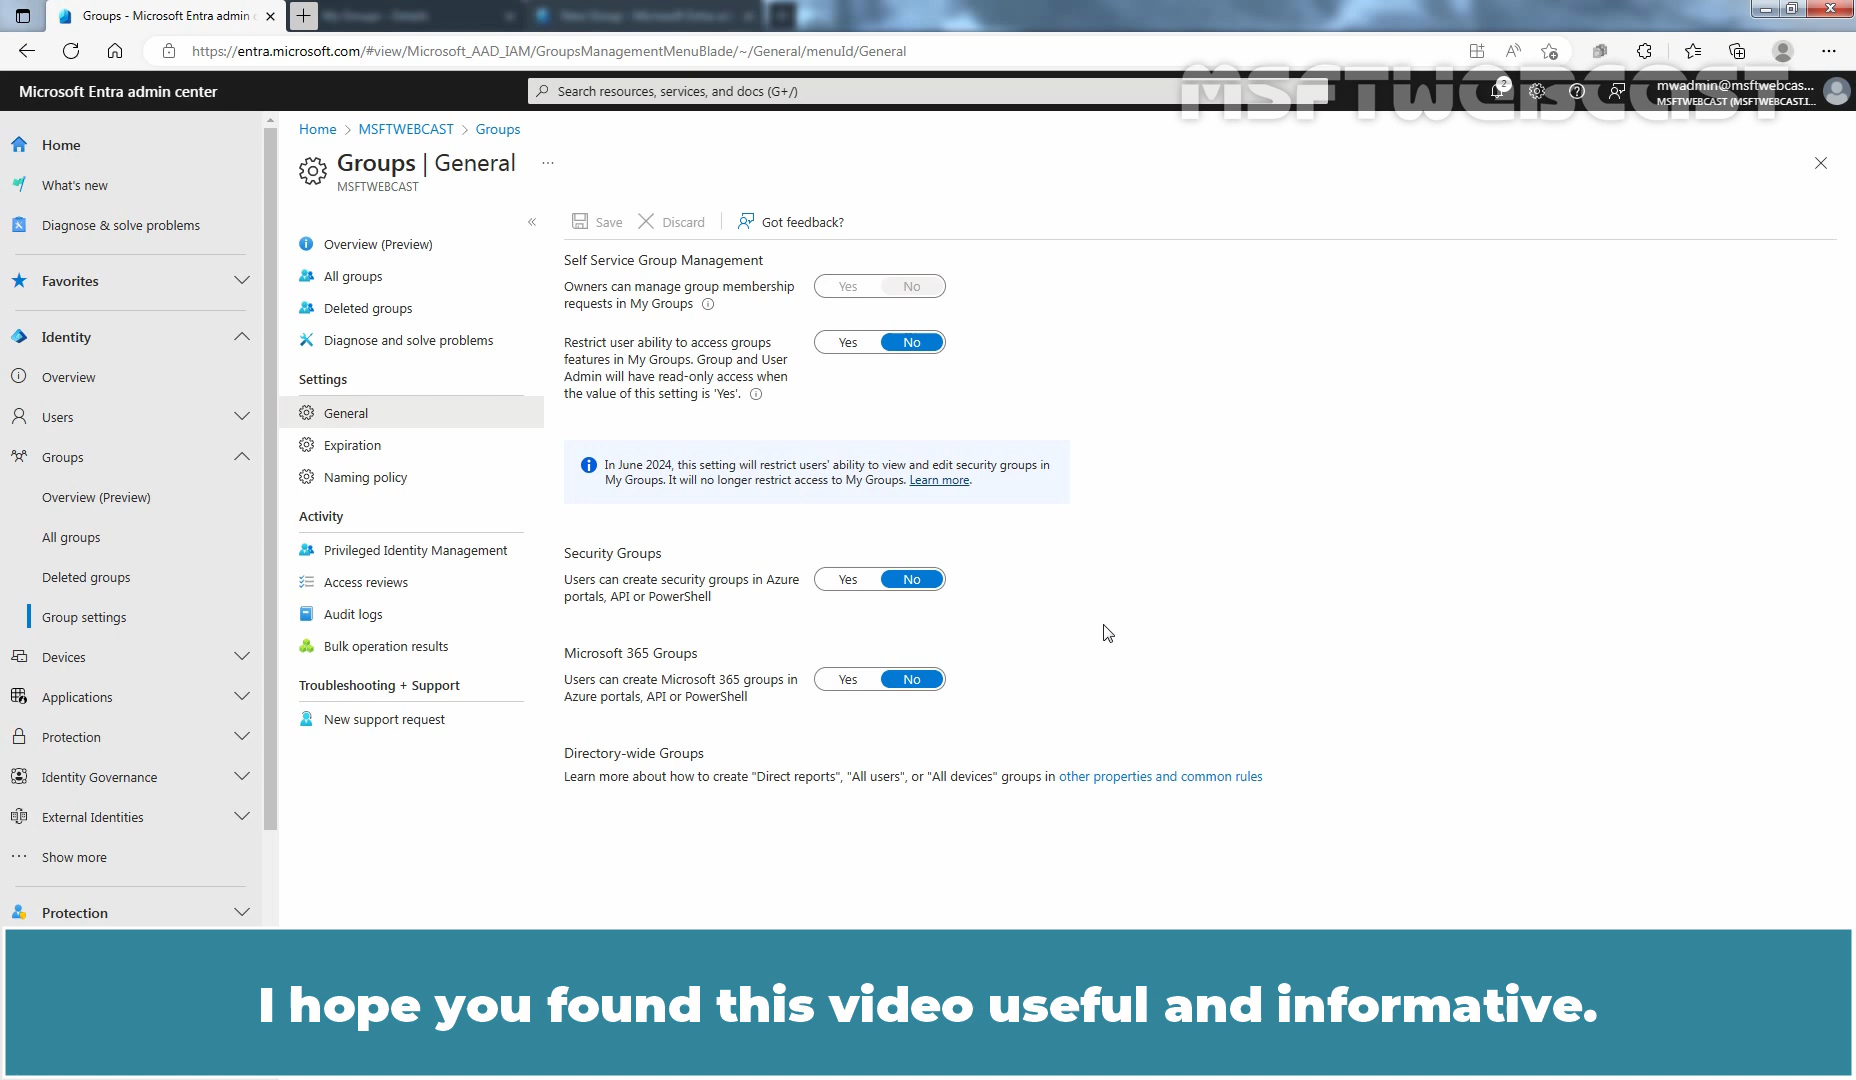 Groups - Microsoft Entra admin c
My Groups - Details
New Group - Microsoft Entra a
https://entra.microsoft.com/#view/Microsoft_AAD_IAM/GroupsManagementMenuBlade/~/General/menuId/General
Microsoft Entra admin center
Search resources, services, and docs (G+/)
MSFTWEBCAST
2
mwadmin@msftwebcas...
MSFTWEBCAST (MSFTWEBCAST.I...
Home
What's new
Diagnose & solve problems
Favorites
Identity
Overview
Users
Groups
Overview (Preview)
All groups
Deleted groups
Group settings
Devices
Applications
Protection
Identity Governance
External Identities
Show more
Protection
Home > MSFTWEBCAST > Groups
Groups | General ...
MSFTWEBCAST
Overview (Preview)
All groups
Deleted groups
Diagnose and solve problems
Settings
General
Expiration
Naming policy
Activity
Privileged Identity Management
Access reviews
Audit logs
Bulk operation results
Troubleshooting + Support
New support request
Save Discard Got feedback?
Self Service Group Management
Owners can manage group membership
requests in My Groups
Yes No
Restrict user ability to access groups
features in My Groups. Group and User
Admin will have read-only access when
the value of this setting is 'Yes'.
Yes No
In June 2024, this setting will restrict users' ability to view and edit security groups in
My Groups. It will no longer restrict access to My Groups. Learn more.
Security Groups
Users can create security groups in Azure
portals, API or PowerShell
Yes No
Microsoft 365 Groups
Users can create Microsoft 365 groups in
Azure portals, API or PowerShell
Yes No
Directory-wide Groups
Learn more about how to create "Direct reports", "All users", or "All devices" groups in other properties and common rules
I hope you found this video useful and informative.